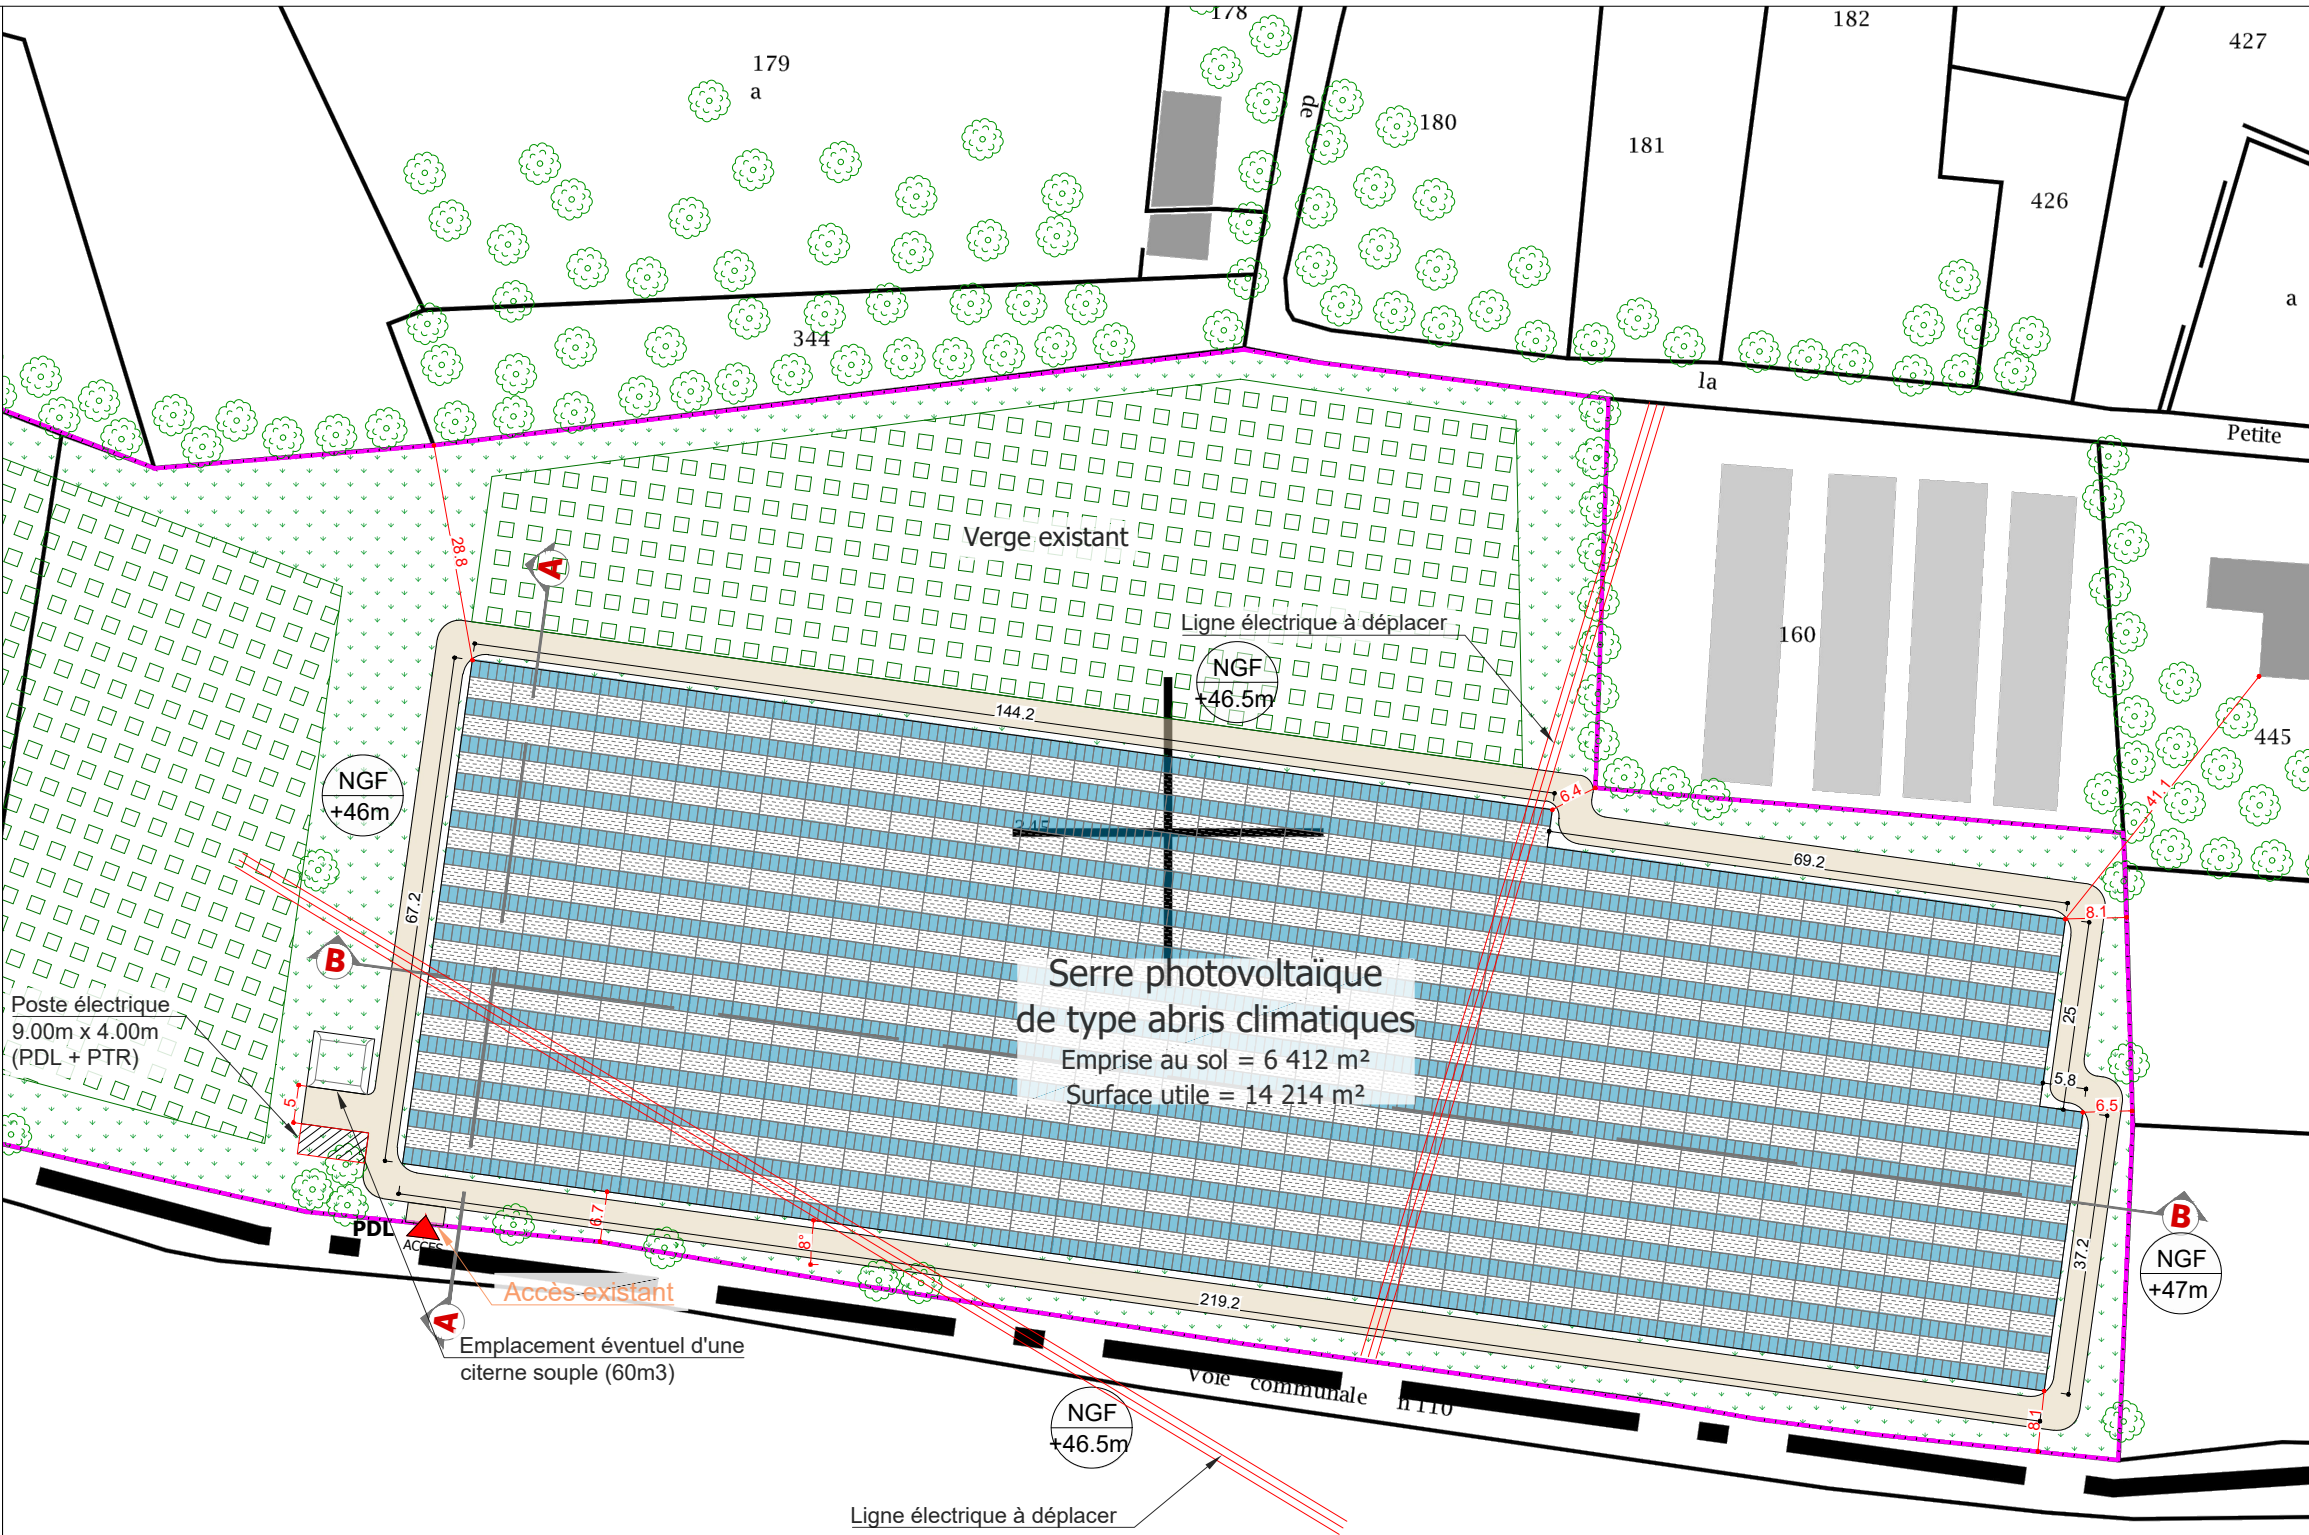 178
182
427
179
a
de
180
181
426
a
344
la
Petite
28.8
Verge existant
A
Ligne électrique à déplacer
160
NGF
+46.5m
144.2
445
NGF
+46m
6.4
41.1
245
69.2
67.2
8.1
B
Serre photovoltaïque
de type abris climatiques
Emprise au sol = 6 412 m²
Surface utile = 14 214 m²
Poste électrique
9.00m x 4.00m
(PDL + PTR)
25
5.8
6.5
5
PDL
ACCES
6.7
8°
B
37.2
NGF
+47m
Accès existant
219.2
A
Emplacement éventuel d'une
citerne souple (60m3)
Voie communale n°110
8.1
NGF
+46.5m
Ligne électrique à déplacer